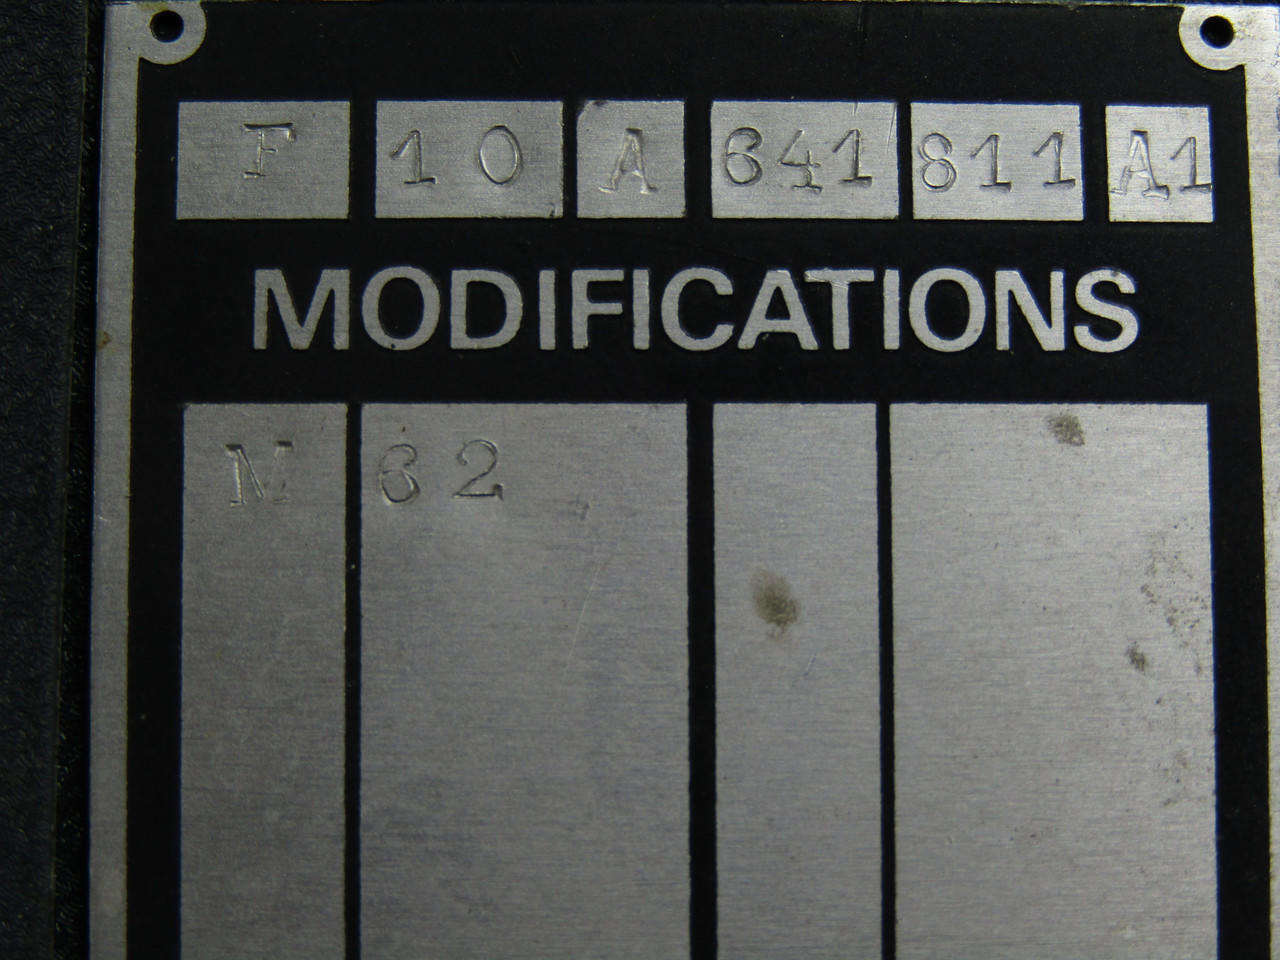 F 10 A 641 811 A1
MODIFICATIONS
M 62